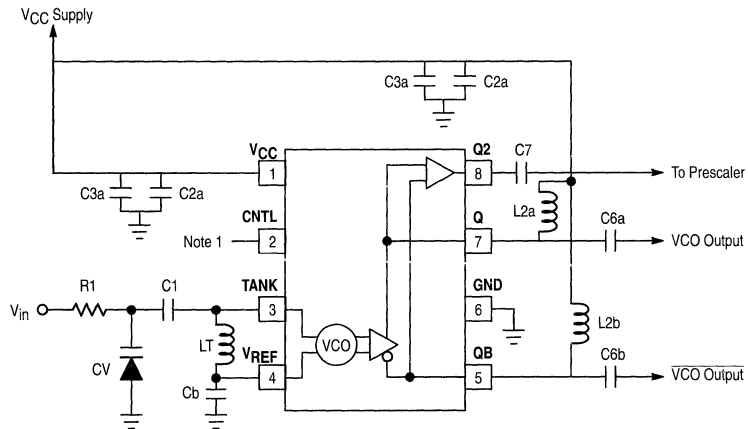 VCC Supply
C3a
C2a
VCC
1
Q2
8
C7
To Prescaler
C3a
C2a
L2a
C6a
CNTL
Note 1
2
Q
7
VCO Output
TANK
R1
C1
Vin
3
GND
6
L2b
LT
VCO
CV
VREF
4
Cb
QB
5
C6b
VCO Output